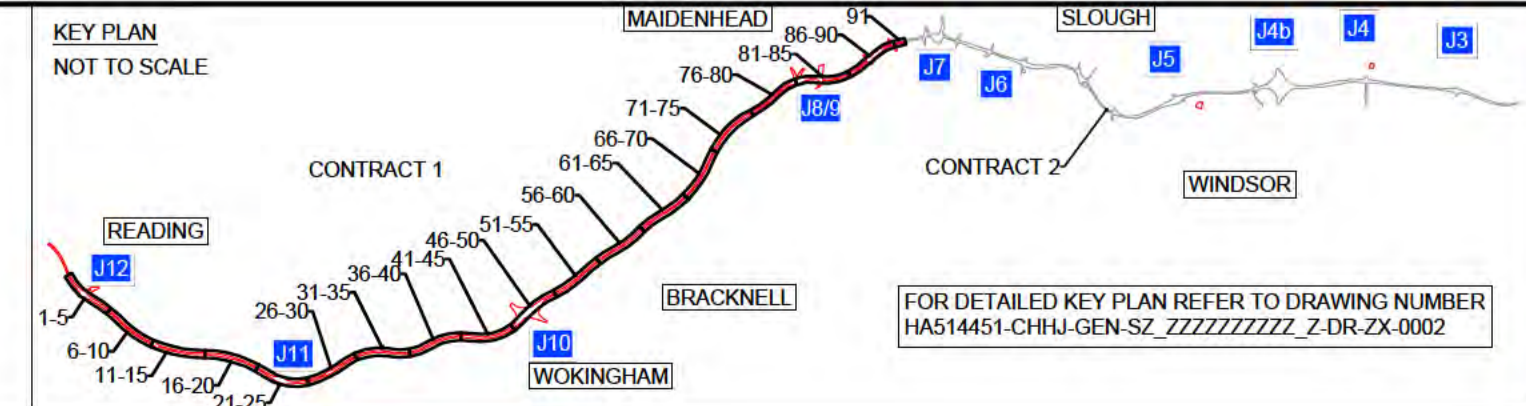 KEY PLAN
NOT TO SCALE
MAIDENHEAD
91
SLOUGH
86-90
81-85
76-80
71-75
66-70
61-65
56-60
51-55
46-50
41-45
36-40
31-35
26-30
J7
J6
J5
J4b
J4
J3
J8/9
CONTRACT 1
CONTRACT 2
WINDSOR
READING
J12
1-5
6-10
11-15
16-20
21-25
J11
J10
WOKINGHAM
BRACKNELL
FOR DETAILED KEY PLAN REFER TO DRAWING NUMBER
HA514451-CHHJ-GEN-SZ_ZZZZZZZZZZ_Z-DR-ZX-0002